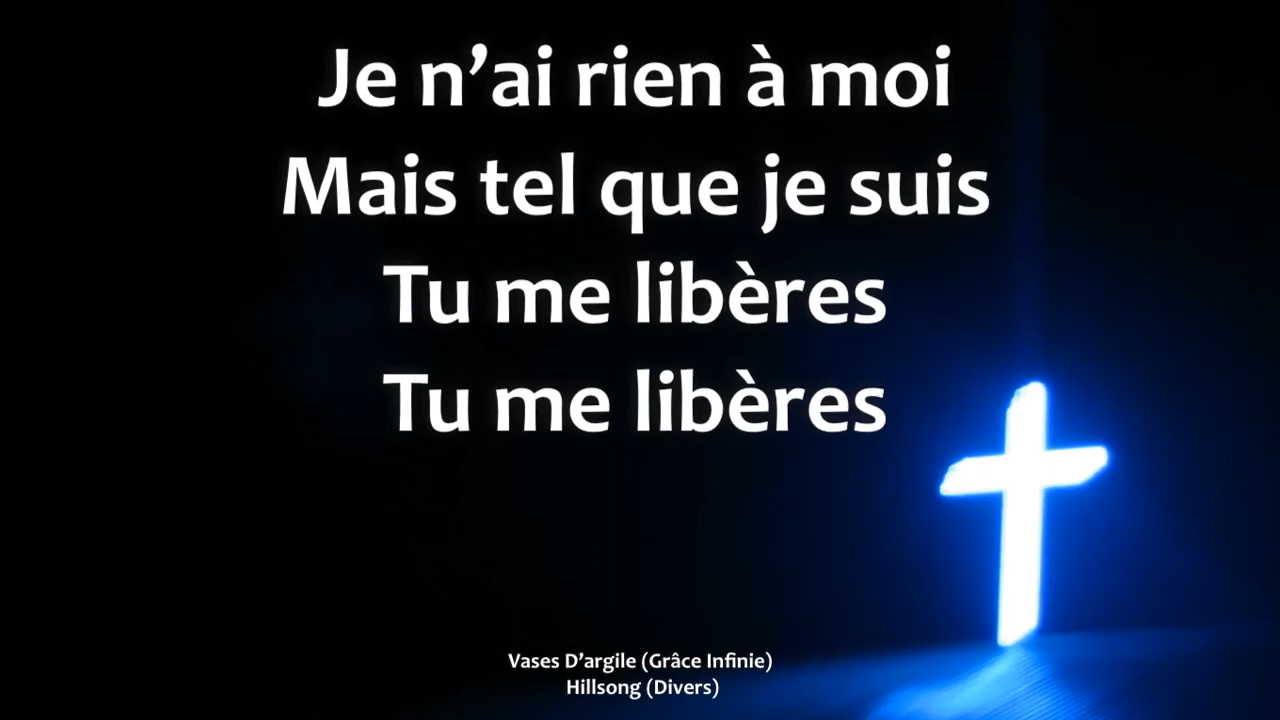 Je n’ai rien à moi
Mais tel que je suis
Tu me libères
Tu me libères
Vases D’argile (Grâce Infinie)
Hillsong (Divers)